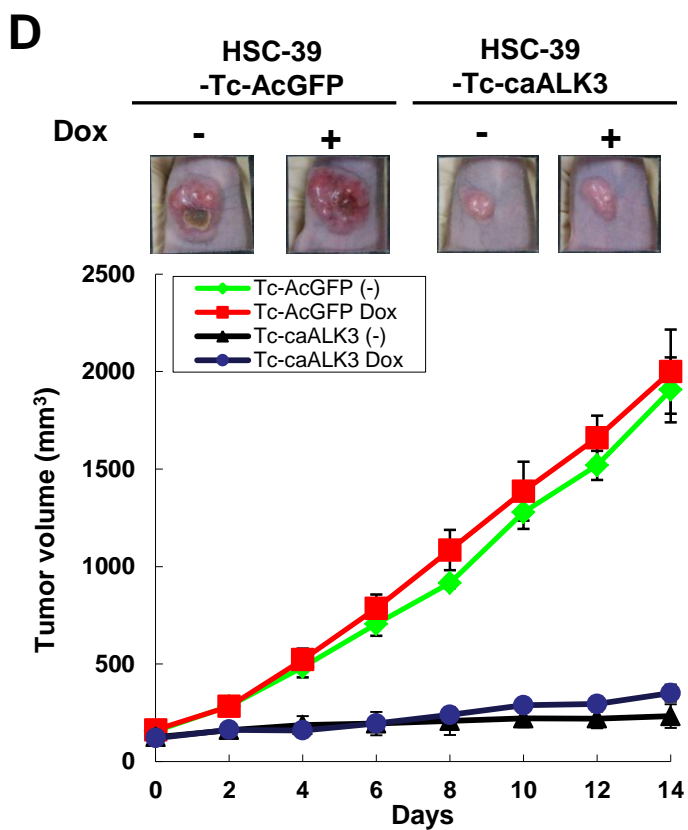 D
HSC-39 HSC-39
-Tc-AcGFP -Tc-caALK3
Dox - + - +
2500
Tc-AcGFP (-)
Tc-AcGFP Dox
Tc-caALK3 (-)
Tc-caALK3 Dox
2000
1500
1000
500
0
Tumor volume (mm³)
0 2 4 6 8 10 12 14
Days